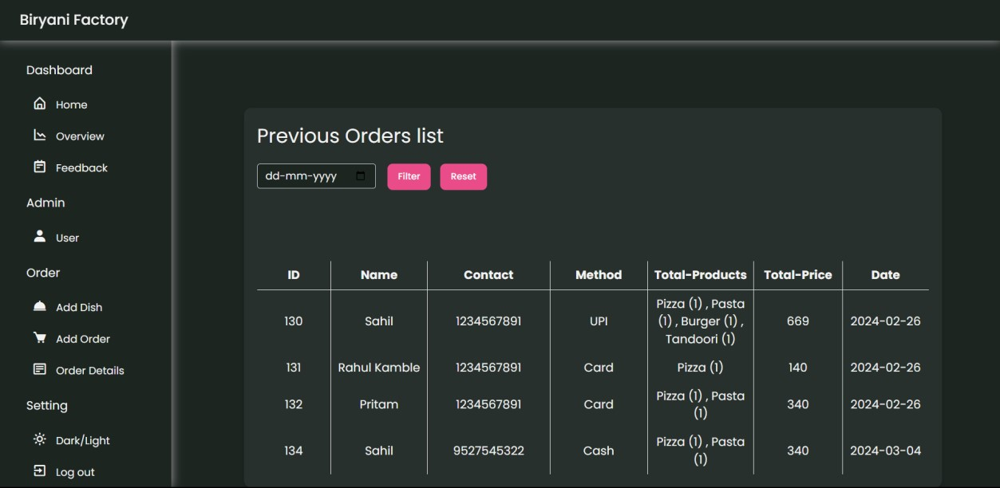 Biryani Factory
Dashboard
Home
Overview
Feedback
Admin
User
Order
Add Dish
Add Order
Order Details
Setting
Dark/Light
Log out
Previous Orders list
dd-mm-yyyy Filter Reset
ID Name Contact Method Total-Products Total-Price Date
130 Sahil 1234567891 UPI Pizza (1) , Pasta (1) , Burger (1) , Tandoori (1) 669 2024-02-26
131 Rahul Kamble 1234567891 Card Pizza (1) 140 2024-02-26
132 Pritam 1234567891 Card Pizza (1) , Pasta (1) 340 2024-02-26
134 Sahil 9527545322 Cash Pizza (1) , Pasta (1) 340 2024-03-04